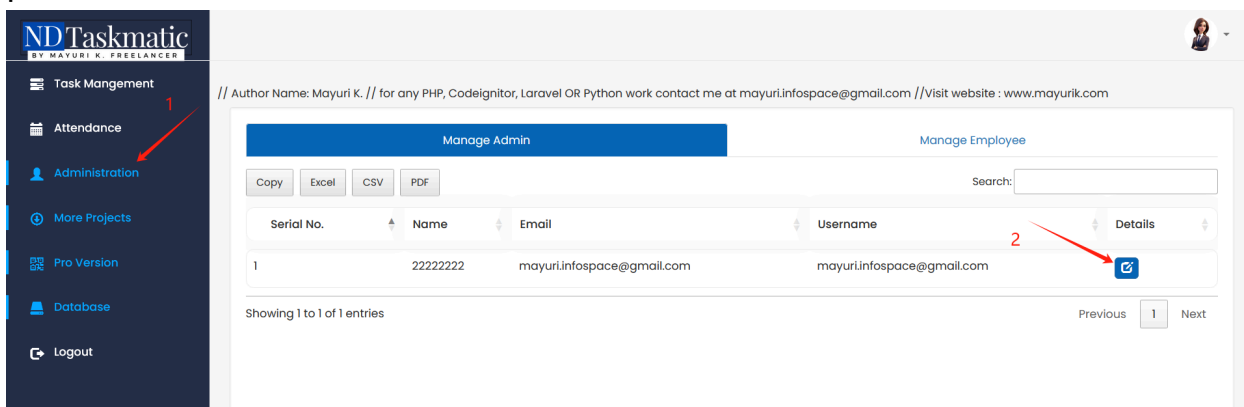 ND Taskmatic
BY MAYURI K. FREELANCER
Task Mangement
1
Attendance
Administration
More Projects
Pro Version
Database
Logout
// Author Name: Mayuri K. // for any PHP, Codeignitor, Laravel OR Python work contact me at mayuri.infospace@gmail.com //Visit website : www.mayurik.com
Manage Admin Manage Employee
Copy Excel CSV PDF Search:
Serial No. Name Email Username Details
2
1 22222222 mayuri.infospace@gmail.com mayuri.infospace@gmail.com
Showing 1 to 1 of 1 entries Previous 1 Next